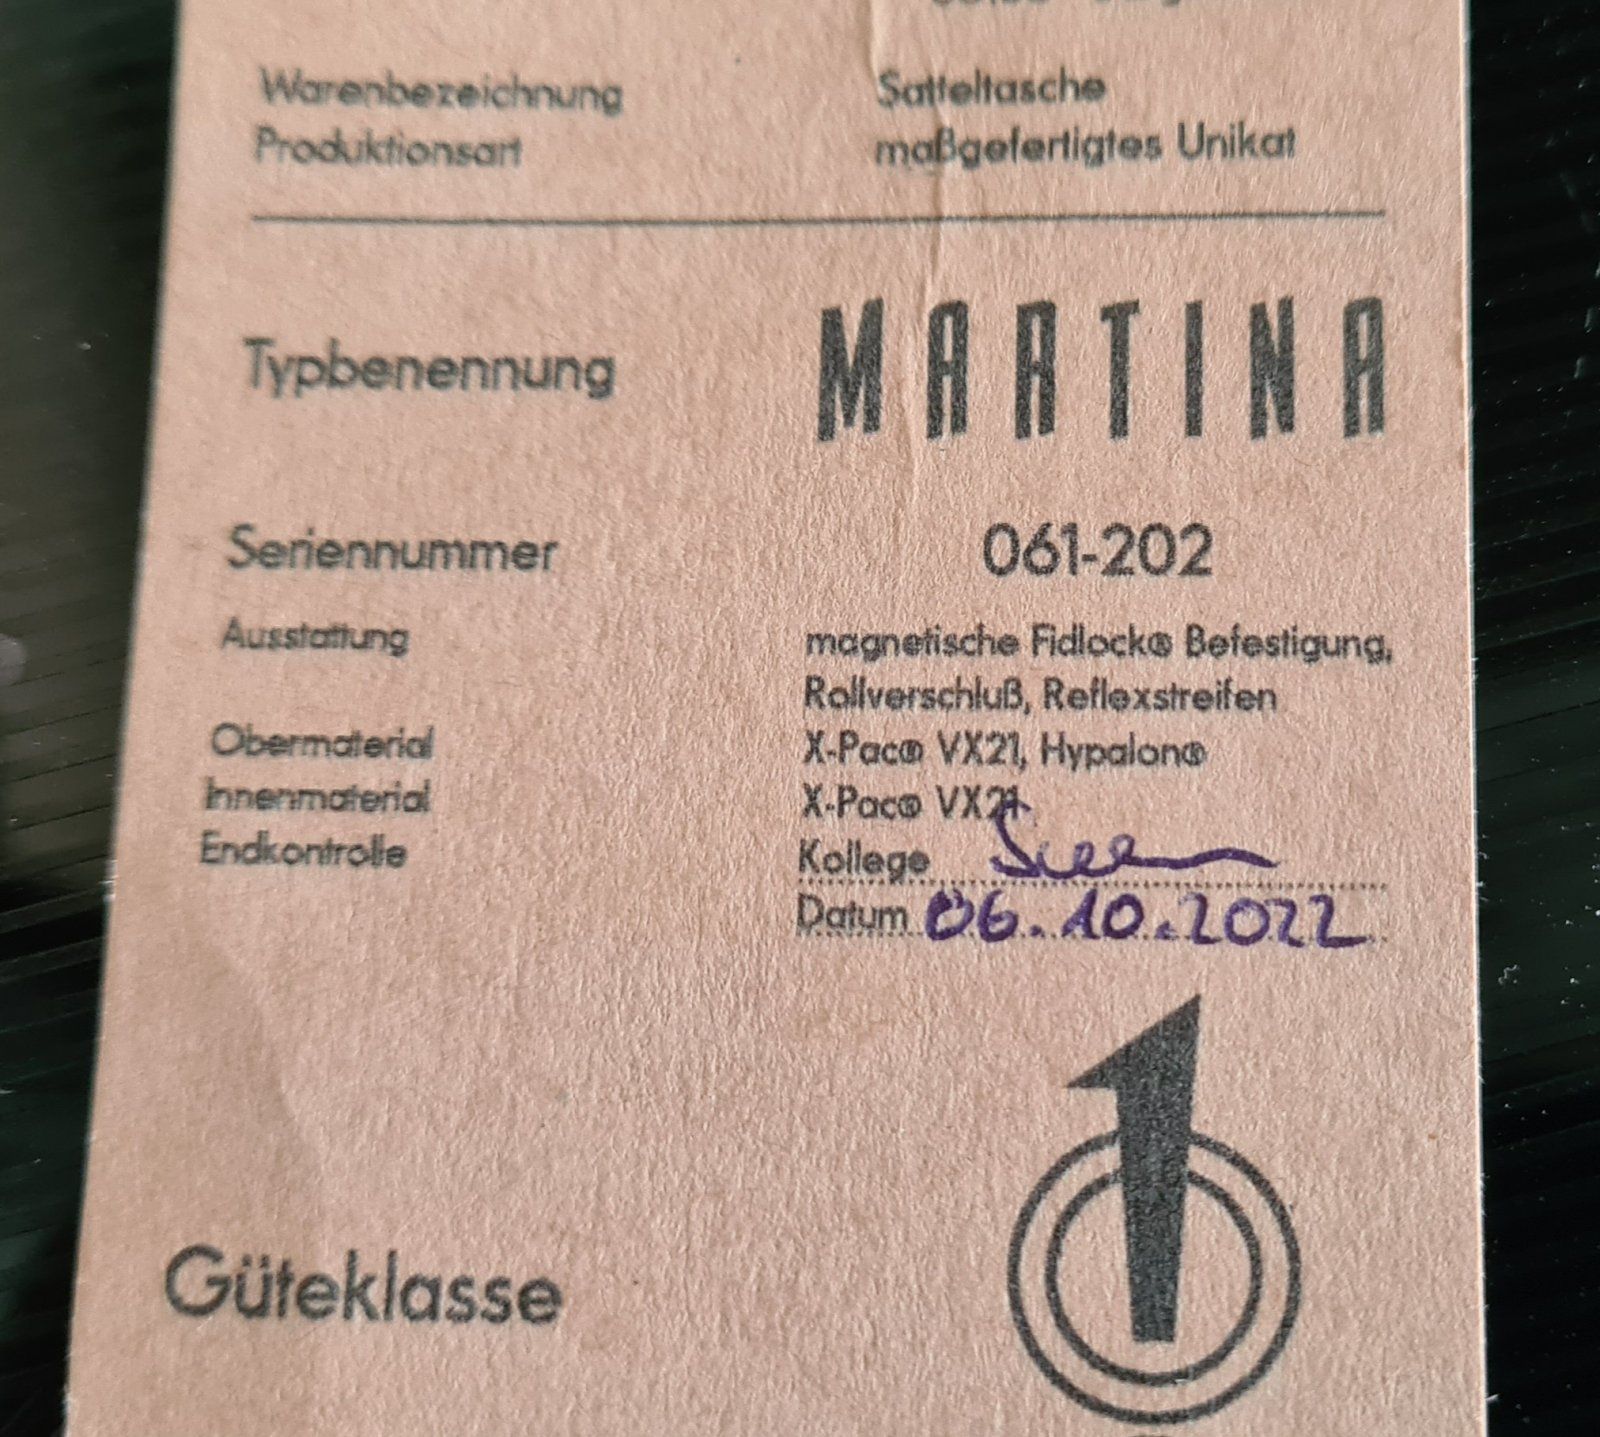 Warenbezeichnung Satteltasche
Produktionsart maßgefertigtes Unikat
Typbenennung MARTINA
Seriennummer 061-202
Ausstattung magnetische Fidlock® Befestigung,
Rollverschluß, Reflexstreifen
Obermaterial X-Pac® VX21, Hypalon®
Innenmaterial X-Pac® VX21
Endkontrolle Kollege
Datum 06.10.2022
Güteklasse 1